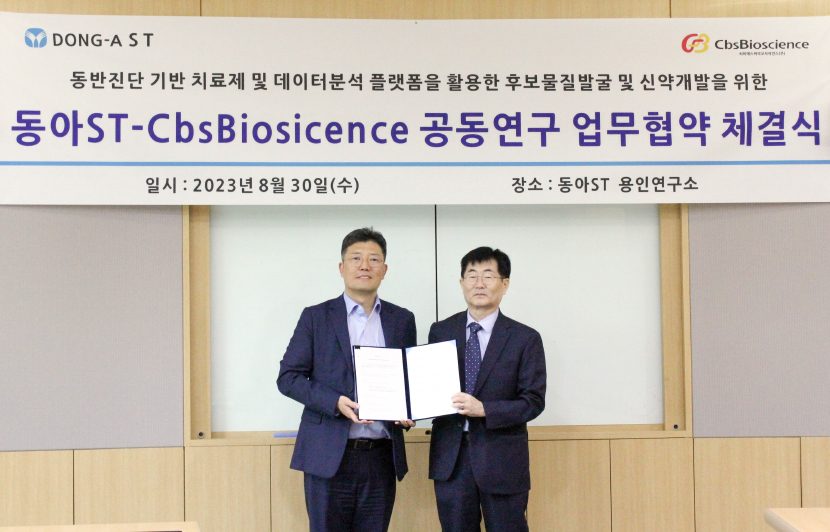 DONG-A ST
CbsBioscience
동반진단 기반 치료제 및 데이터분석 플랫폼을 활용한 후보물질발굴 및 신약개발을 위한
동아ST-CbsBiosicence 공동연구 업무협약 체결식
일시 : 2023년 8월 30일(수)
장소 : 동아ST 용인연구소